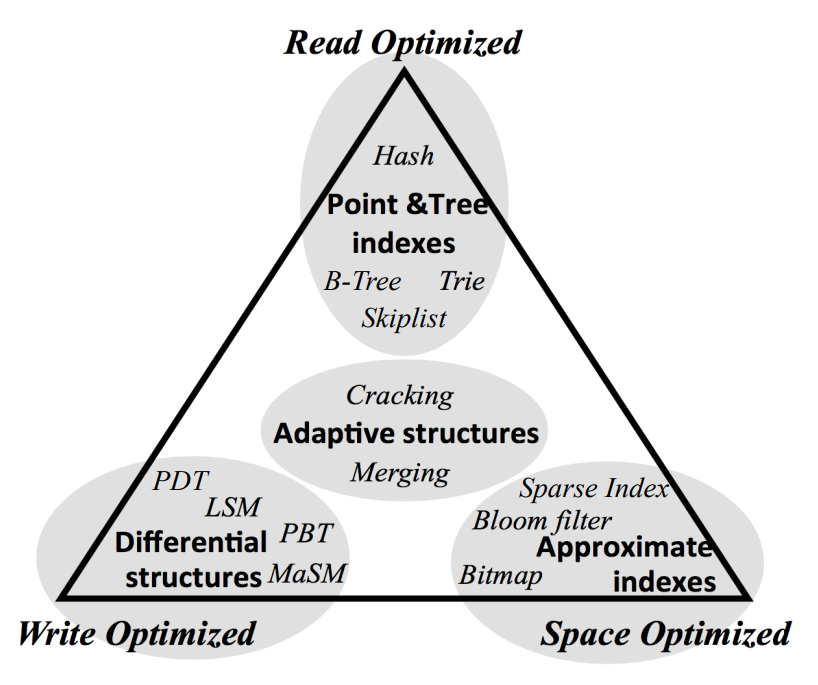 Read Optimized
Hash
Point &Tree
indexes
B-Tree Trie
Skiplist
Cracking
Adaptive structures
Merging
PDT
LSM
PBT
Differential
structures
MaSM
Sparse Index
Bloom filter
Approximate
Bitmap
indexes
Write Optimized
Space Optimized